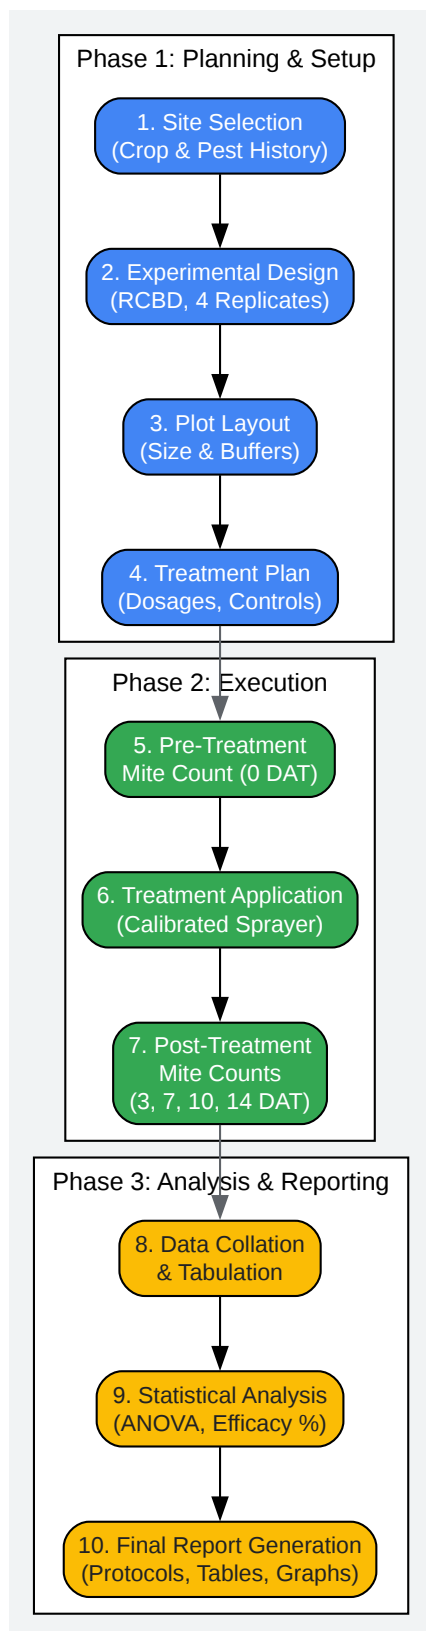 Phase 1: Planning & Setup
1. Site Selection
(Crop & Pest History)
2. Experimental Design
(RCBD, 4 Replicates)
3. Plot Layout
(Size & Buffers)
4. Treatment Plan
(Dosages, Controls)
Phase 2: Execution
5. Pre-Treatment
Mite Count (0 DAT)
6. Treatment Application
(Calibrated Sprayer)
7. Post-Treatment
Mite Counts
(3, 7, 10, 14 DAT)
Phase 3: Analysis & Reporting
8. Data Collation
& Tabulation
9. Statistical Analysis
(ANOVA, Efficacy %)
10. Final Report Generation
(Protocols, Tables, Graphs)